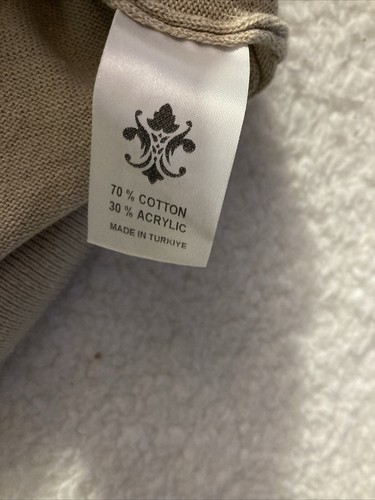 70 % COTTON
30 % ACRYLIC
MADE IN TURKIYE